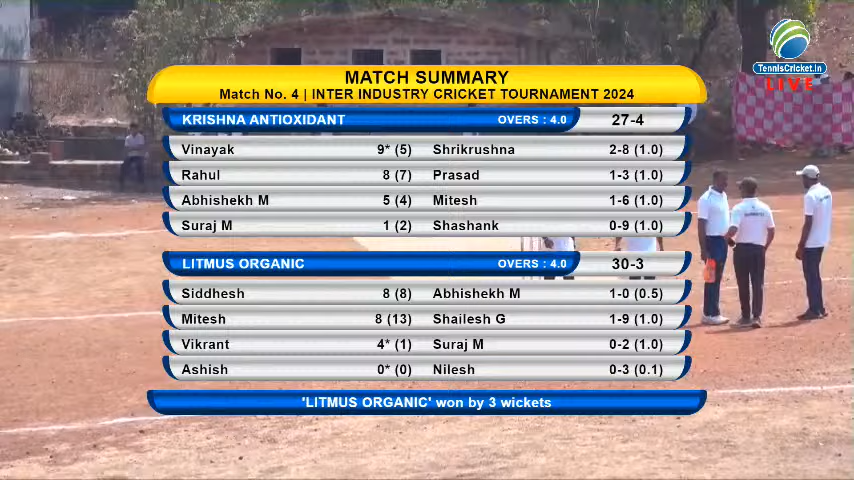 TennisCricket.in
LIVE
MATCH SUMMARY
Match No. 4 | INTER INDUSTRY CRICKET TOURNAMENT 2024
KRISHNA ANTIOXIDANT OVERS : 4.0 27-4
Vinayak 9* (5) Shrikrushna 2-8 (1.0)
Rahul 8 (7) Prasad 1-3 (1.0)
Abhishekh M 5 (4) Mitesh 1-6 (1.0)
Suraj M 1 (2) Shashank 0-9 (1.0)
LITMUS ORGANIC OVERS : 4.0 30-3
Siddhesh 8 (8) Abhishekh M 1-0 (0.5)
Mitesh 8 (13) Shailesh G 1-9 (1.0)
Vikrant 4* (1) Suraj M 0-2 (1.0)
Ashish 0* (0) Nilesh 0-3 (0.1)
'LITMUS ORGANIC' won by 3 wickets